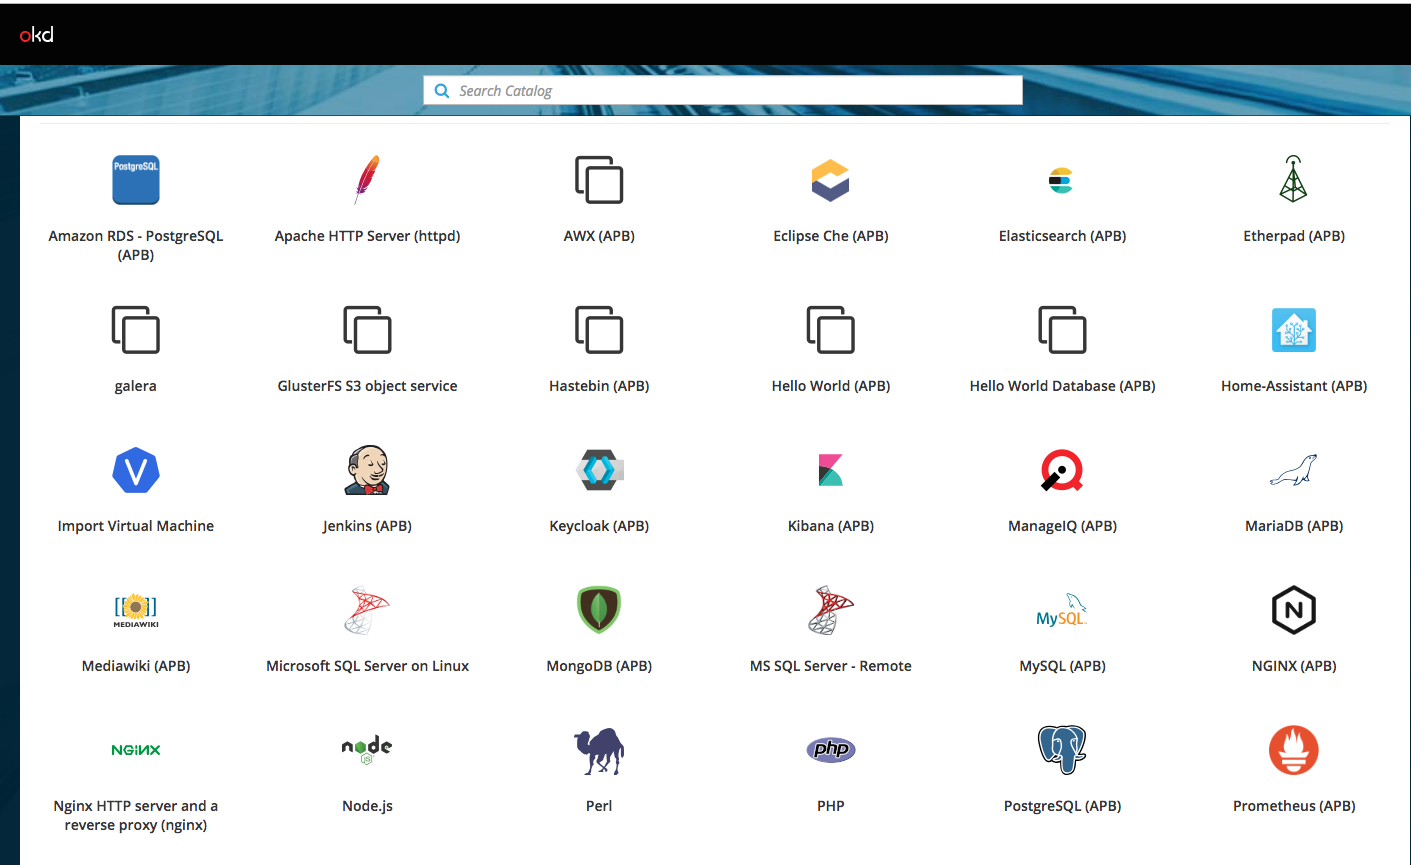 okd
Search Catalog
PostgreSQL
Amazon RDS - PostgreSQL
(APB)
Apache HTTP Server (httpd)
AWX (APB)
Eclipse Che (APB)
Elasticsearch (APB)
Etherpad (APB)
galera
GlusterFS S3 object service
Hastebin (APB)
Hello World (APB)
Hello World Database (APB)
Home-Assistant (APB)
V
Import Virtual Machine
Jenkins (APB)
Keycloak (APB)
Kibana (APB)
ManageIQ (APB)
MariaDB (APB)
[[ ]]
MEDIAWIKI
Mediawiki (APB)
Microsoft SQL Server on Linux
MongoDB (APB)
MS SQL Server - Remote
MySQL
MySQL (APB)
N
NGINX (APB)
NGiNX
Nginx HTTP server and a
reverse proxy (nginx)
node
JS
Node.js
Perl
php
PHP
PostgreSQL (APB)
Prometheus (APB)